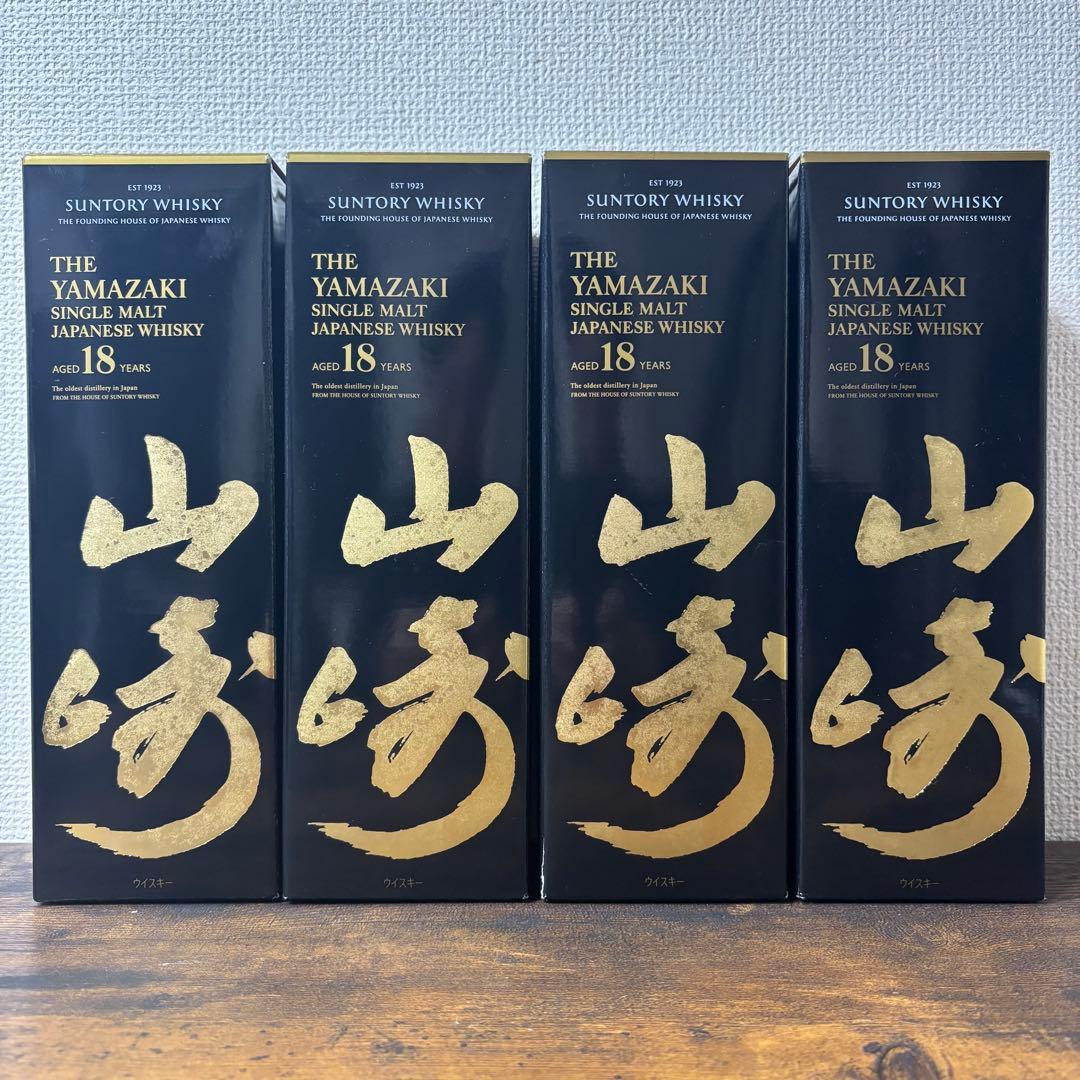 EST 1923
SUNTORY WHISKY
THE FOUNDING HOUSE OF JAPANESE WHISKY
THE
YAMAZAKI
SINGLE MALT
JAPANESE WHISKY
AGED 18 YEARS
The oldest distillery in Japan
FROM THE HOUSE OF SUNTORY WHISKY
山
崎
ウイスキー
EST 1923
SUNTORY WHISKY
THE FOUNDING HOUSE OF JAPANESE WHISKY
THE
YAMAZAKI
SINGLE MALT
JAPANESE WHISKY
AGED 18 YEARS
The oldest distillery in Japan
FROM THE HOUSE OF SUNTORY WHISKY
山
崎
ウイスキー
EST 1923
SUNTORY WHISKY
THE FOUNDING HOUSE OF JAPANESE WHISKY
THE
YAMAZAKI
SINGLE MALT
JAPANESE WHISKY
AGED 18 YEARS
The oldest distillery in Japan
FROM THE HOUSE OF SUNTORY WHISKY
山
崎
ウイスキー
EST 1923
SUNTORY WHISKY
THE FOUNDING HOUSE OF JAPANESE WHISKY
THE
YAMAZAKI
SINGLE MALT
JAPANESE WHISKY
AGED 18 YEARS
The oldest distillery in Japan
FROM THE HOUSE OF SUNTORY WHISKY
山
崎
ウイスキー